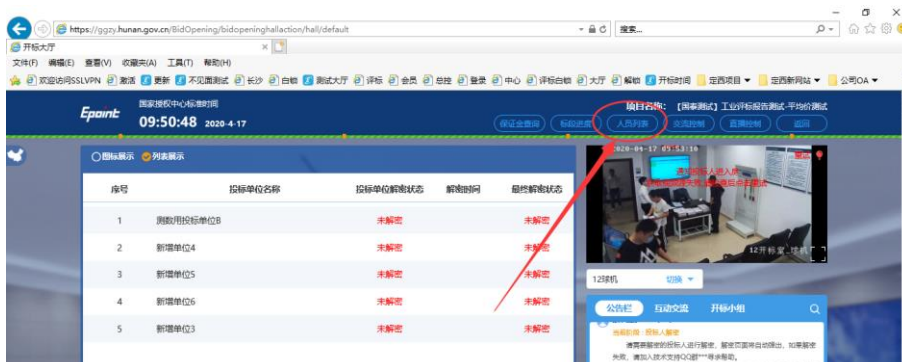 https://ggzy.hunan.gov.cn/BidOpening/bidopeninghallaction/hall/default
搜索...
开标大厅
文件(F) 编辑(E) 查看(V) 收藏夹(A) 工具(T) 帮助(H)
欢迎访问SSLVPN 激活 更新 不见面测试 长沙 白锁 测试大厅 评标 会员 总控 登录 中心 评标白锁 大厅 解锁 开标时间 定西项目 定西新网站 公司OA
Epoint
国家授权中心标准时间
09:50:48 2020-4-17
项目名称: 【国泰测试】工业评标报告测试-平均价测试
保证金查询 标段进度 人员列表 交流控制 直播控制 返回
图标展示 列表展示
序号 投标单位名称 投标单位解密状态 解密时间 最终解密状态
1 测数用投标单位B 未解密 未解密
2 新增单位4 未解密 未解密
3 新增单位5 未解密 未解密
4 新增单位6 未解密 未解密
5 新增单位3 未解密 未解密
12开标室
12球机 切换
公告栏 互动交流 开标小组
当前阶段:投标人解密
请需要解密的投标人进行解密,解密页面将自动弹出,如果解密
失败,请加入技术支持QQ群***寻求帮助。